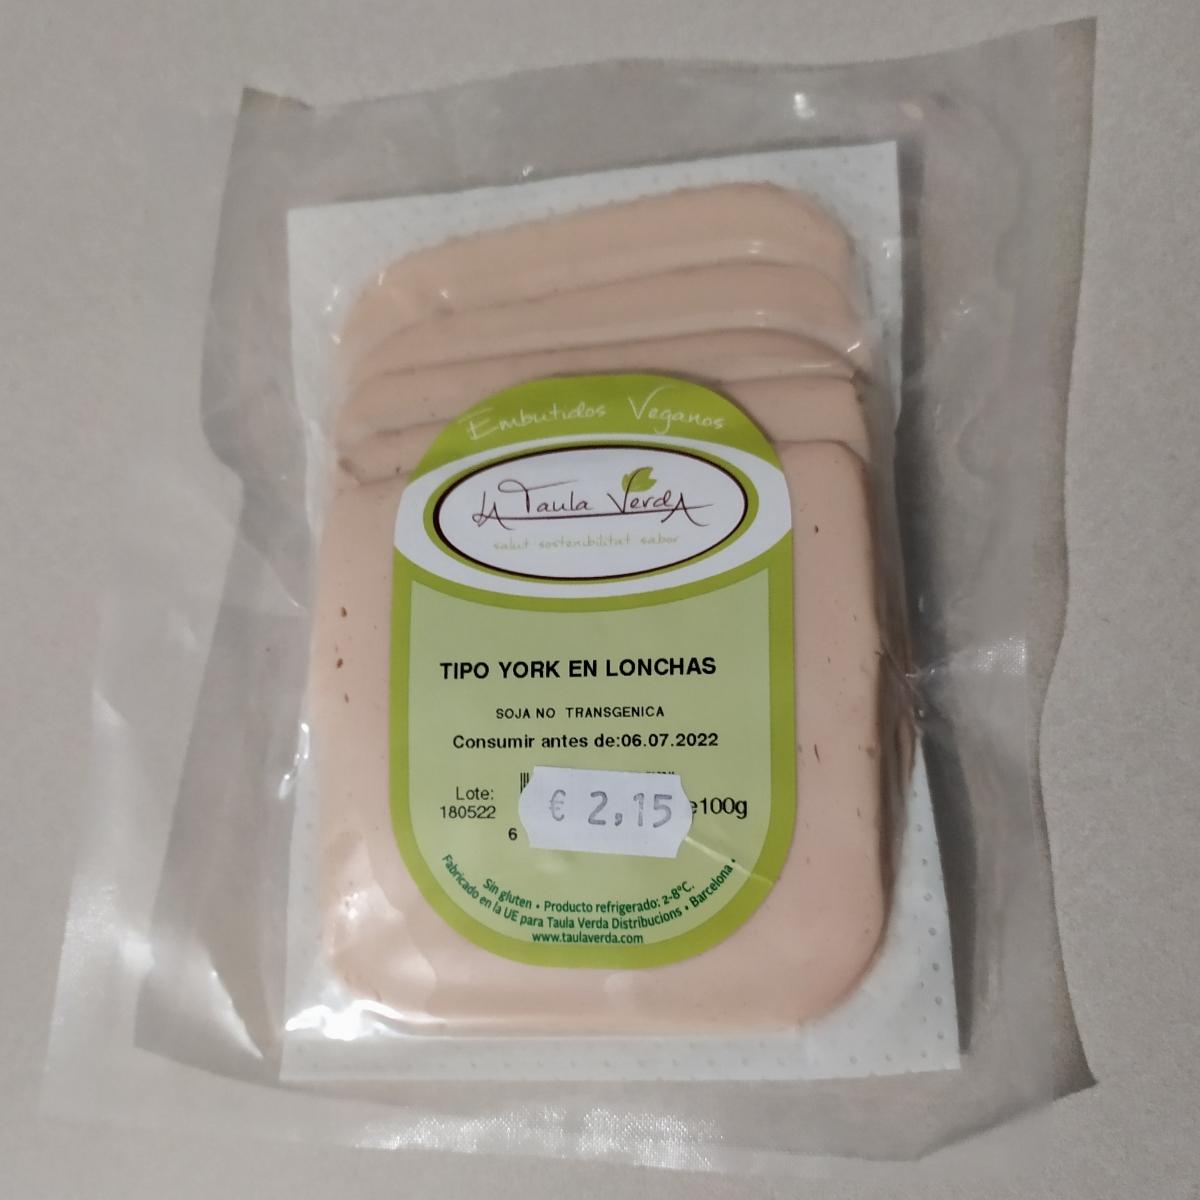 Embutidos Veganos
LA Taula VerdA
salut sostenibilitat sabor
TIPO YORK EN LONCHAS
SOJA NO TRANSGENICA
Consumir antes de:06.07.2022
Lote:
180522
€ 2,15
e100g
6
Sin gluten • Producto refrigerado: 2-8°C.
Fabricado en la UE para Taula Verda Distribucions • Barcelona •
www.taulaverda.com